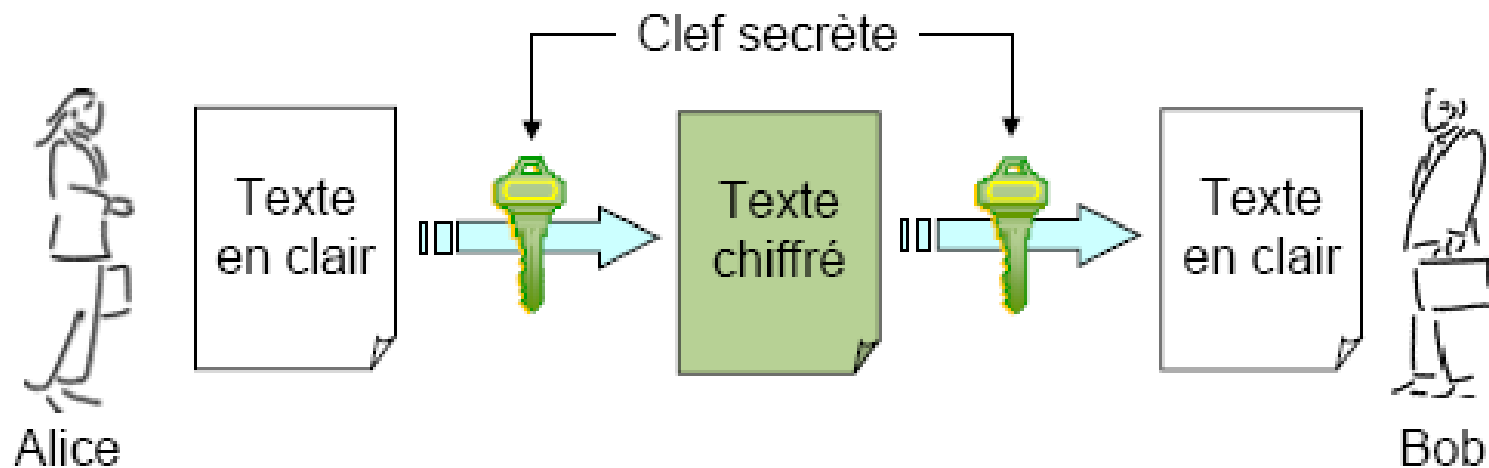 Clef secrète
Texte
en clair
Texte
chiffré
Texte
en clair
Alice
Bob